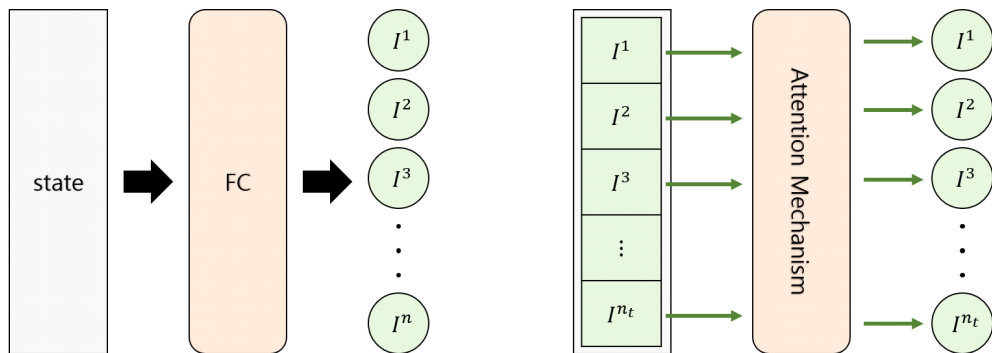 state
FC
I¹
I²
I³
⋮
Iⁿ
I¹
I²
I³
⋮
I^{n_t}
Attention Mechanism
I¹
I²
I³
⋮
I^{n_t}